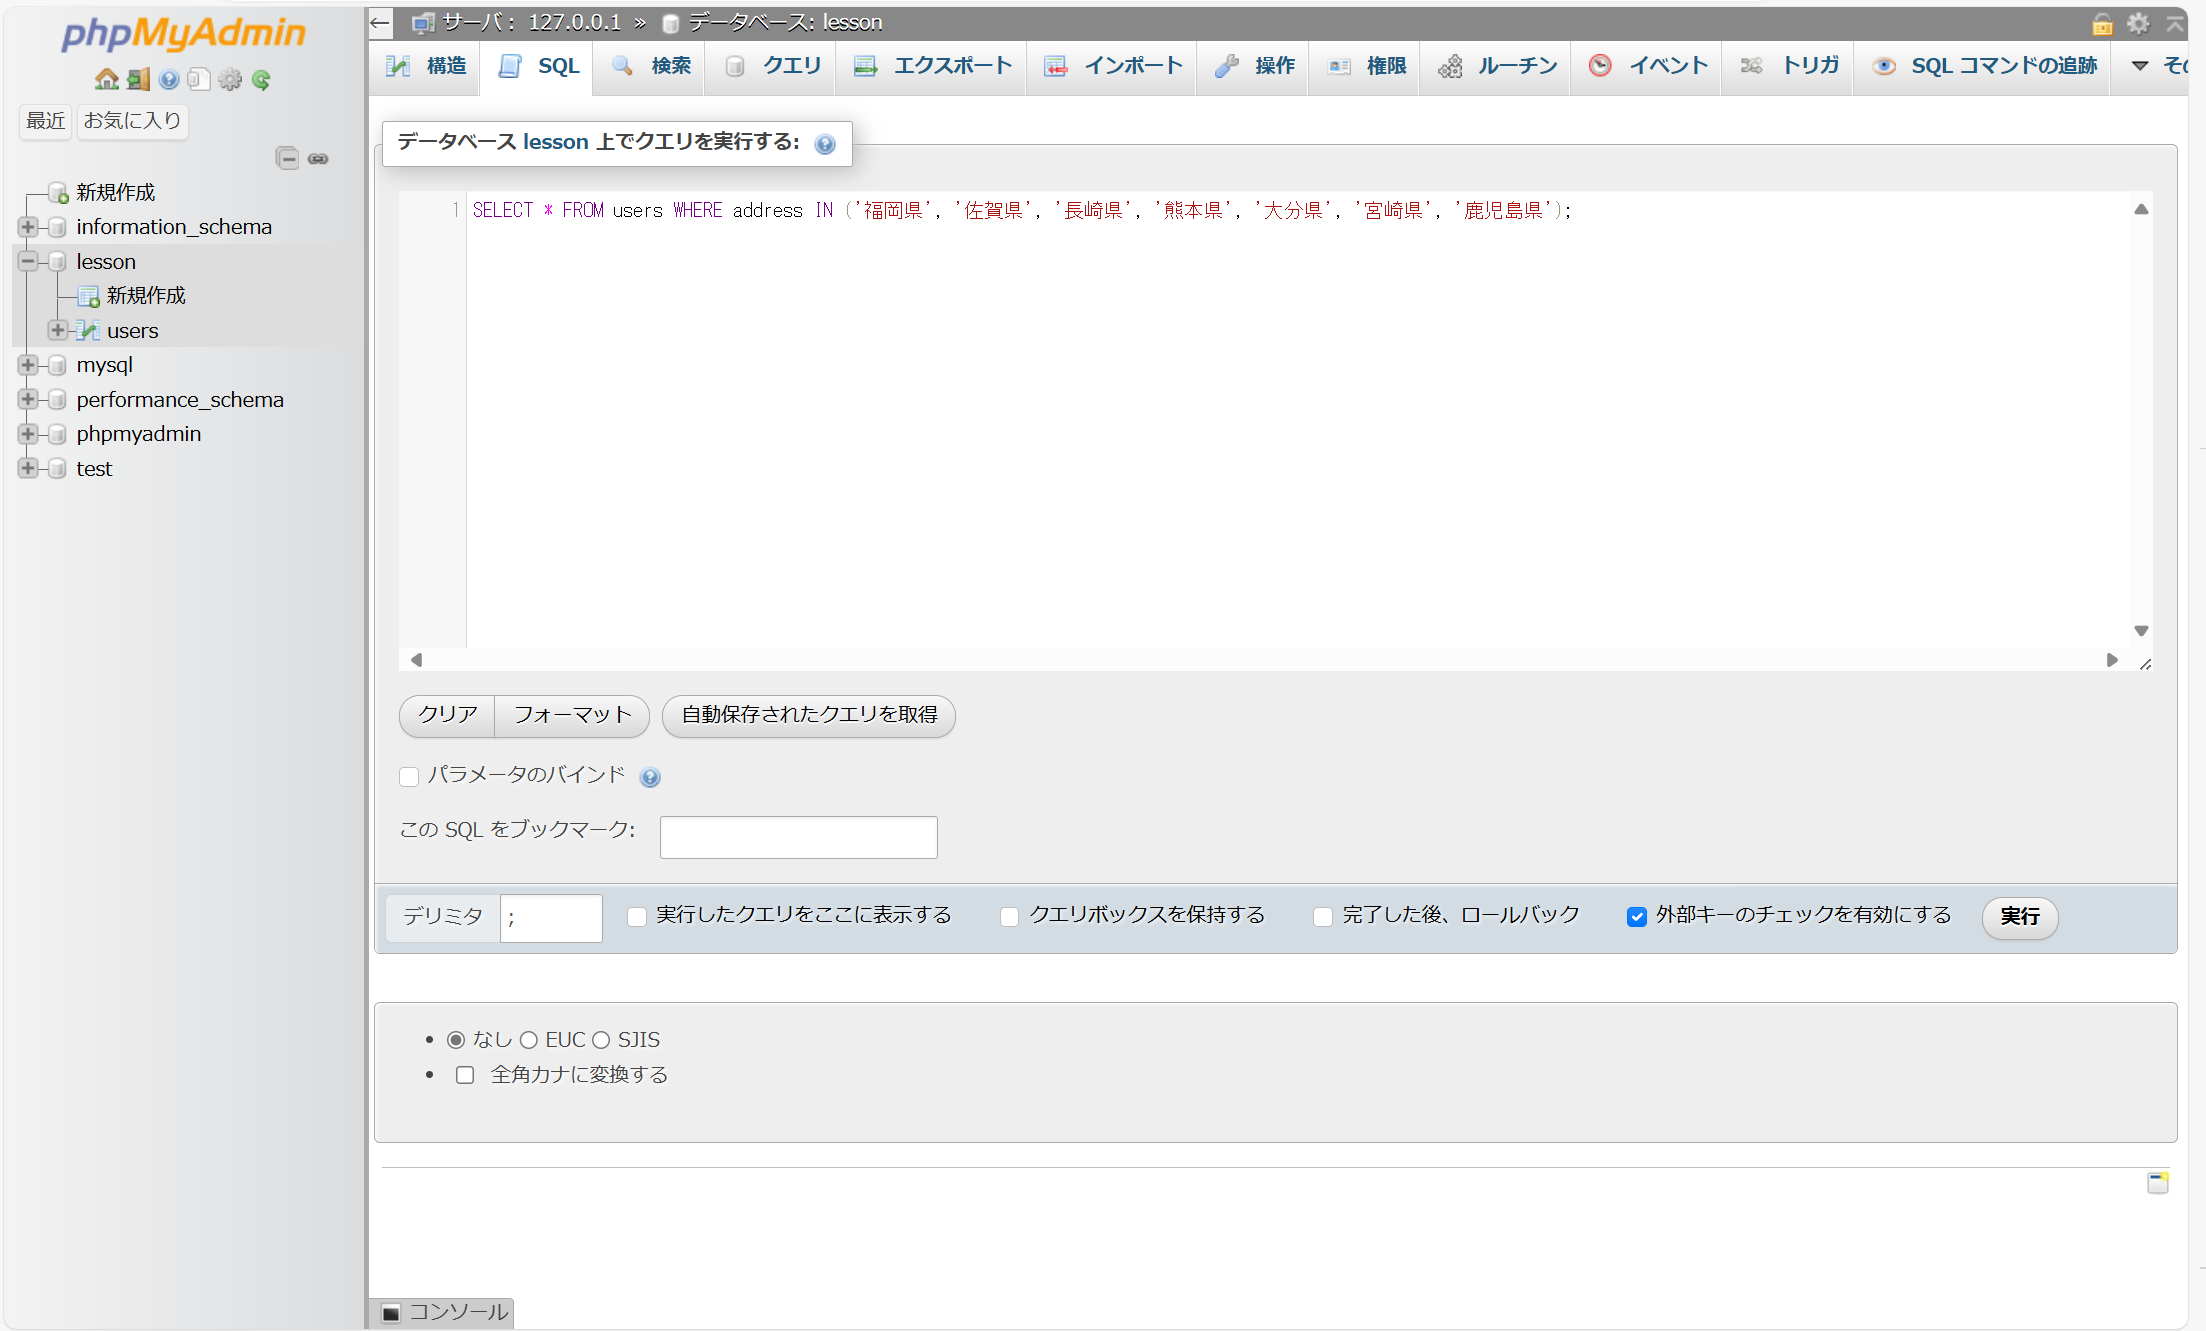 phpMyAdmin
最近 お気に入り
新規作成
information_schema
lesson
新規作成
users
mysql
performance_schema
phpmyadmin
test
サーバ: 127.0.0.1 » データベース: lesson
構造 SQL 検索 クエリ エクスポート インポート 操作 権限 ルーチン イベント トリガ SQL コマンドの追跡
データベース lesson 上でクエリを実行する:
1 SELECT * FROM users WHERE address IN ('福岡県', '佐賀県', '長崎県', '熊本県', '大分県', '宮崎県', '鹿児島県');
クリア フォーマット 自動保存されたクエリを取得
パラメータのバインド
この SQL をブックマーク:
デリミタ ; 実行したクエリをここに表示する クエリボックスを保持する 完了した後、ロールバック 外部キーのチェックを有効にする 実行
なし EUC SJIS
全角カナに変換する
コンソール